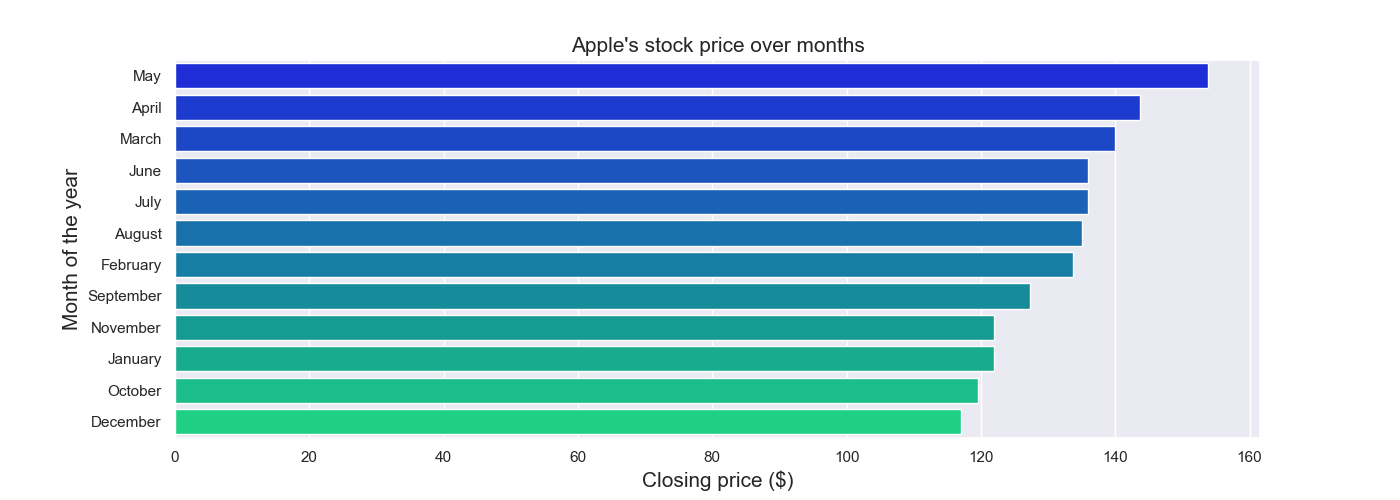 Apple's stock price over months
Month of the year
May
April
March
June
July
August
February
September
November
January
October
December
0 20 40 60 80 100 120 140 160
Closing price ($)